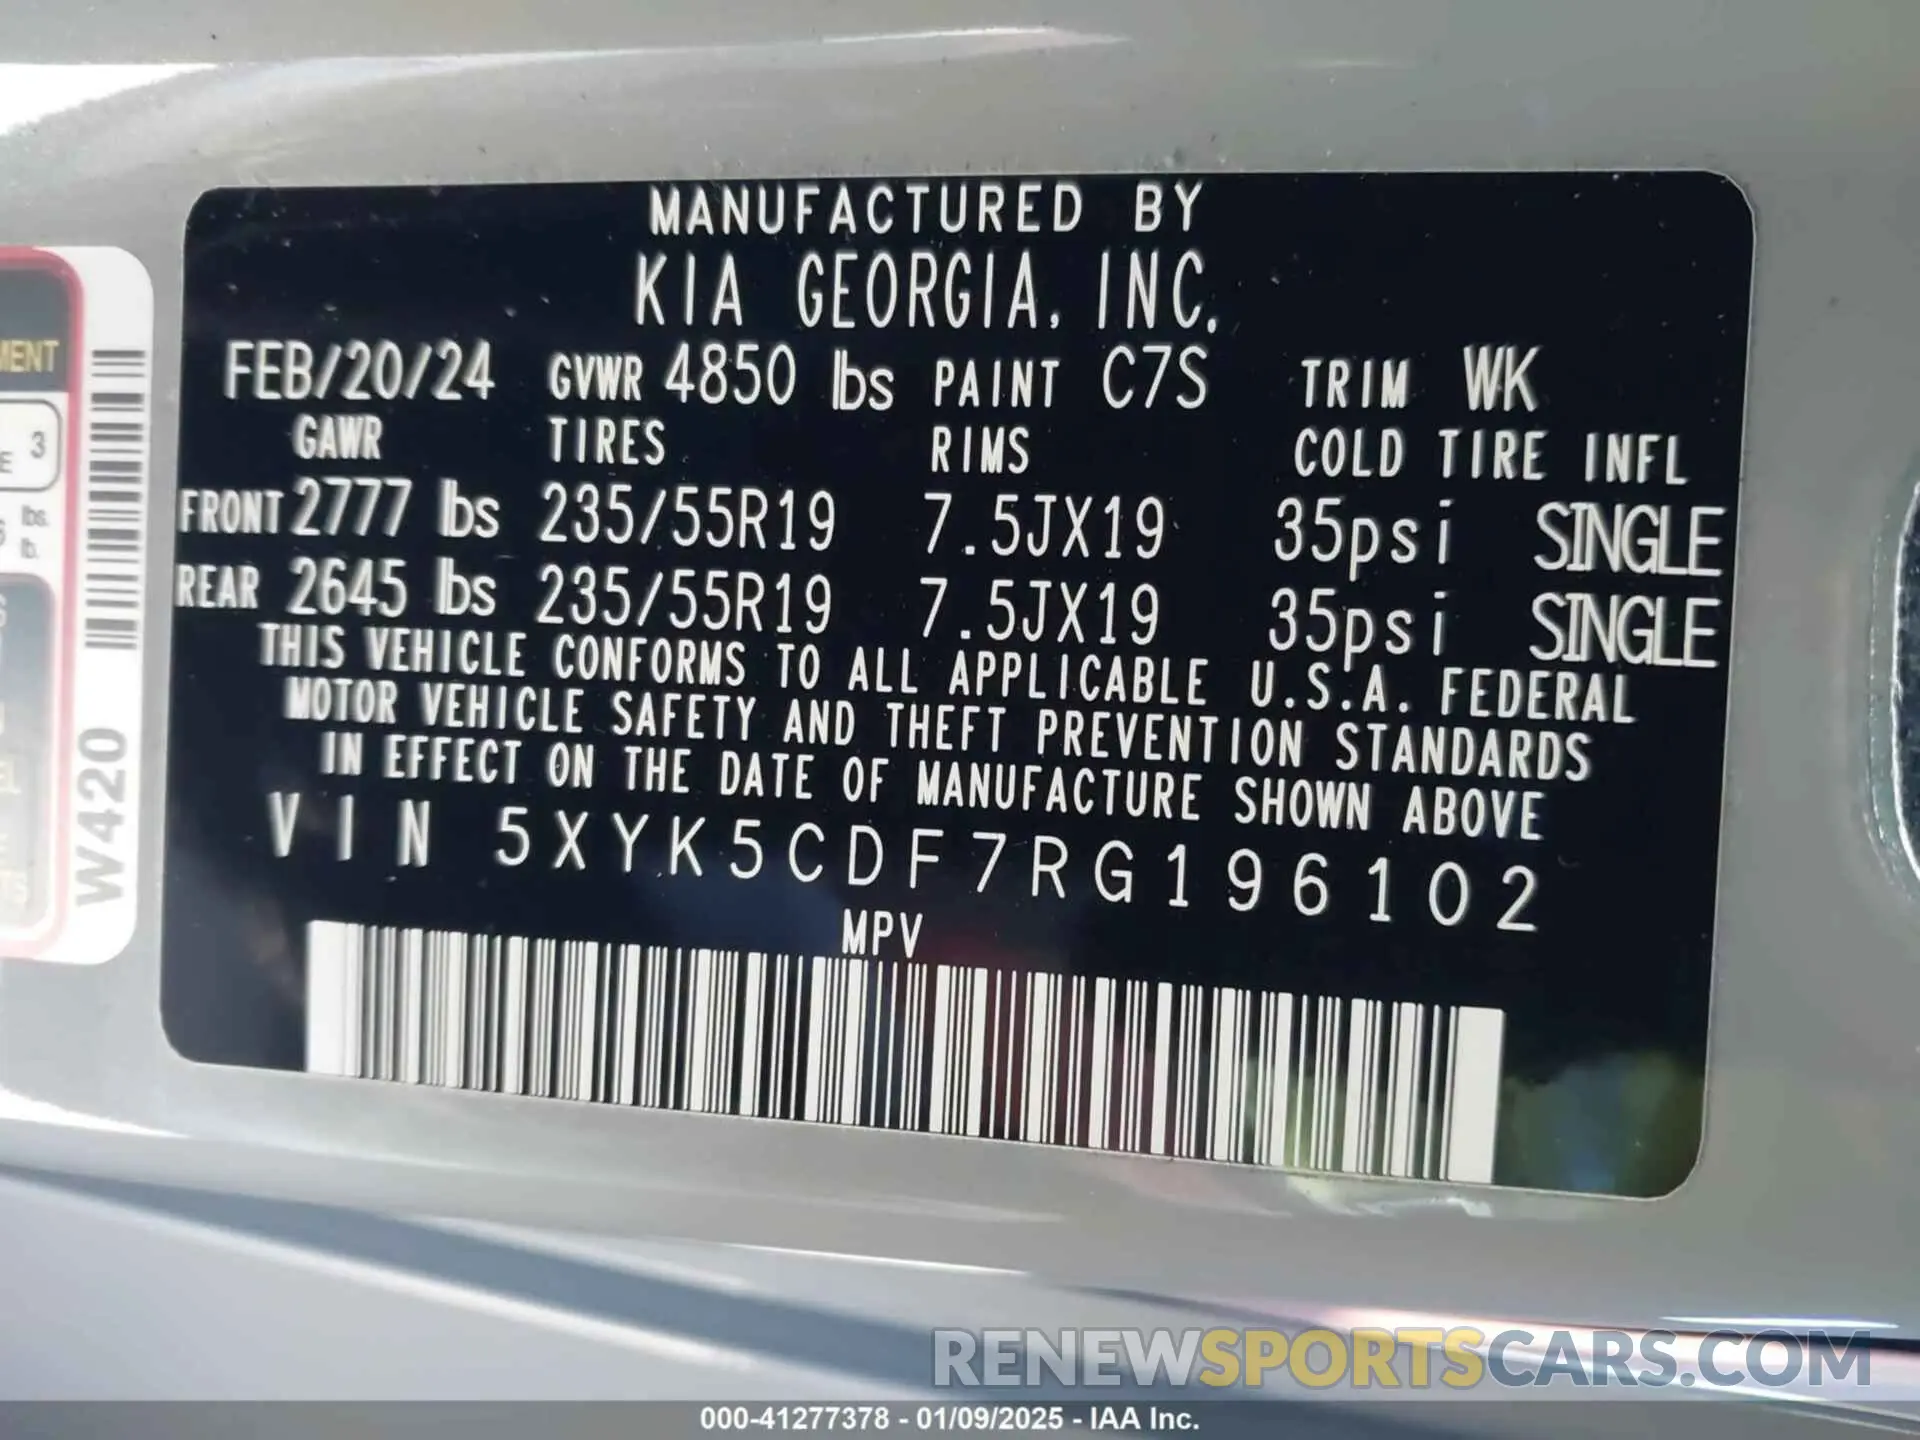 MANUFACTURED BY
KIA GEORGIA, INC.
FEB/20/24 GVWR 4850 lbs PAINT C7S TRIM WK
GAWR TIRES RIMS COLD TIRE INFL
FRONT 2777 lbs 235/55R19 7.5JX19 35psi SINGLE
REAR 2645 lbs 235/55R19 7.5JX19 35psi SINGLE
THIS VEHICLE CONFORMS TO ALL APPLICABLE U.S.A. FEDERAL
MOTOR VEHICLE SAFETY AND THEFT PREVENTION STANDARDS
IN EFFECT ON THE DATE OF MANUFACTURE SHOWN ABOVE
VIN 5XYK5CDF7RG196102
MPV
3
lbs.
lb.
W420
RENEWSPORTSCARS.COM
000-41277378 - 01/09/2025 - IAA Inc.